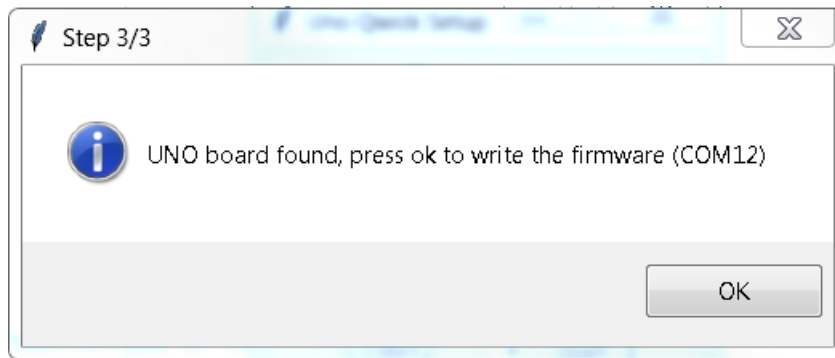 Step 3/3
UNO board found, press ok to write the firmware (COM12)
OK